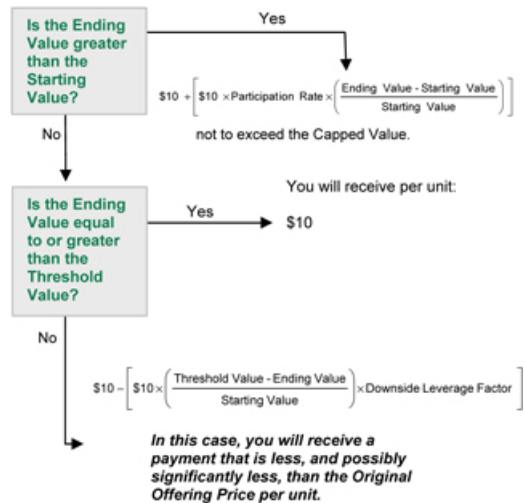 Is the Ending
Value greater
than the
Starting
Value?
Yes
$10 + [ $10 × Participation Rate × ( Ending Value - Starting Value / Starting Value ) ]
not to exceed the Capped Value.
No
You will receive per unit:
Is the Ending
Value equal
to or greater
than the
Threshold
Value?
Yes
$10
No
$10 − [ $10 × ( Threshold Value - Ending Value / Starting Value ) × Downside Leverage Factor ]
In this case, you will receive a
payment that is less, and possibly
significantly less, than the Original
Offering Price per unit.